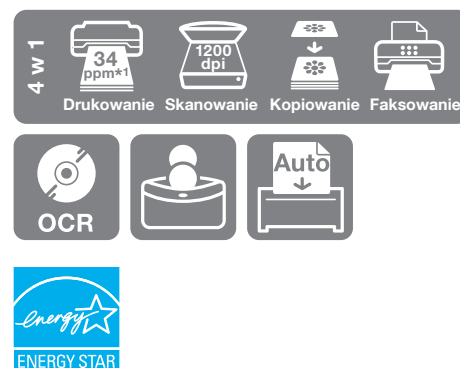 4 w 1
34
ppm*1
1200
dpi
Drukowanie Skanowanie Kopiowanie Faksowanie
OCR
Auto
energy
ENERGY STAR